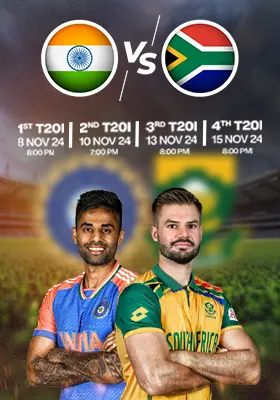 VS
1ST T20I
2ND T20I
3RD T20I
4TH T20I
8 NOV 24
10 NOV 24
13 NOV 24
15 NOV 24
8:00 PM
7:00 PM
8:00 PM
8:00 PM
INDIA
SOUTH AFRICA